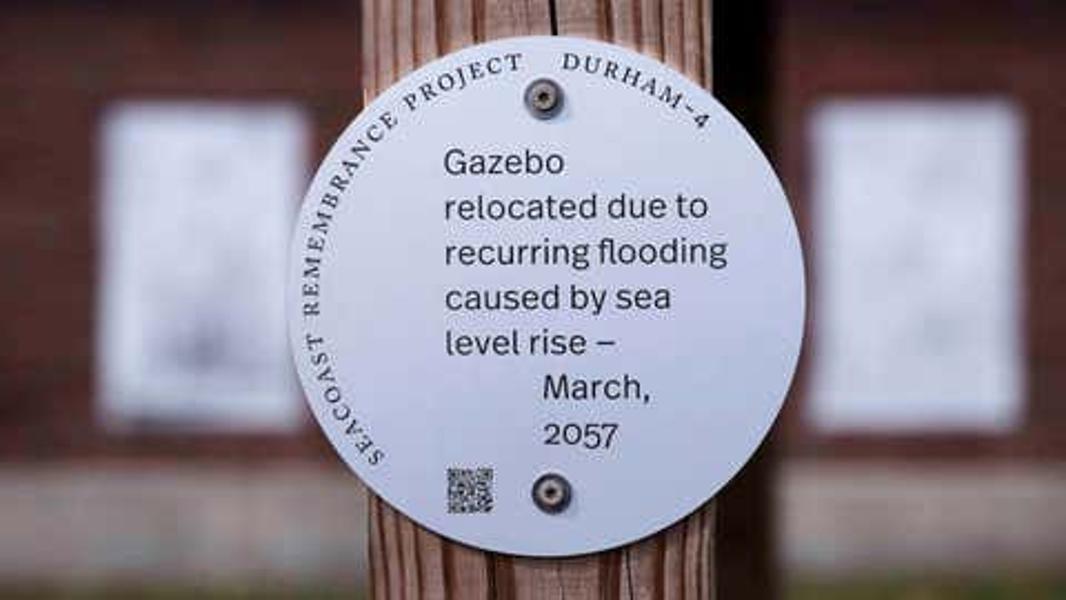 SEACOAST REMEMBRANCE PROJECT DURHAM-4
Gazebo
relocated due to
recurring flooding
caused by sea
level rise –
March,
2057